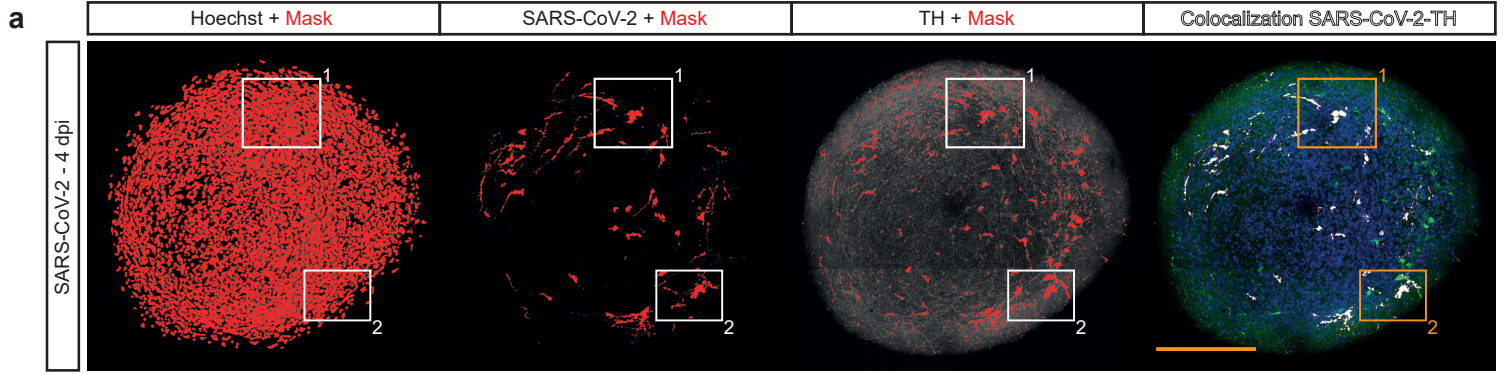 a
Hoechst + Mask
SARS-CoV-2 + Mask
TH + Mask
Colocalization SARS-CoV-2-TH
SARS-CoV-2 - 4 dpi
1
1
1
1
2
2
2
2